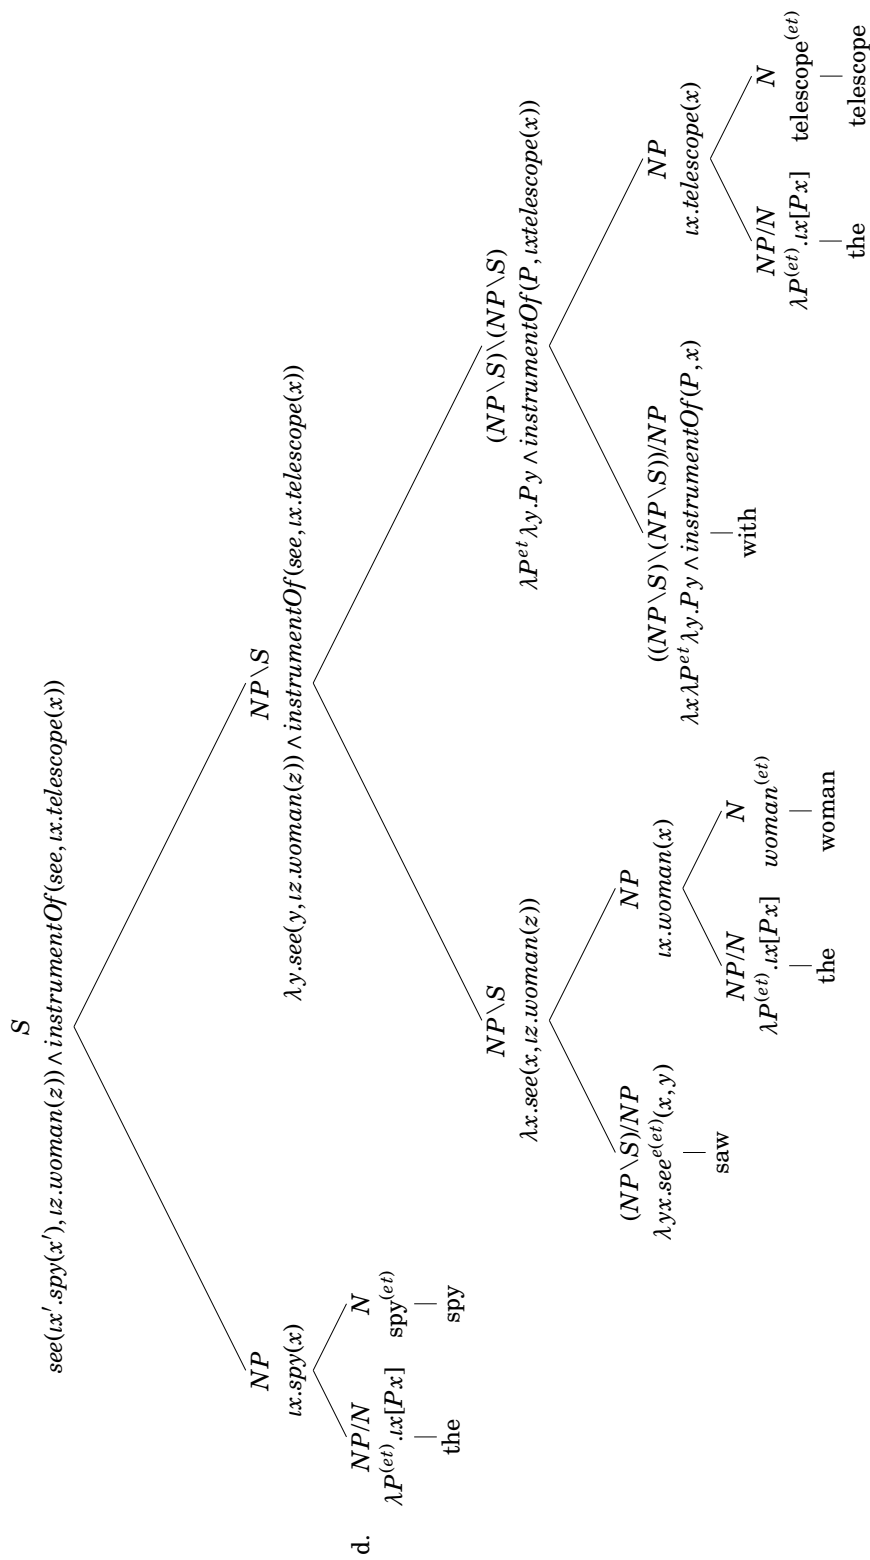 S
see(ιx′.spy(x′),ιz.woman(z)) ∧ instrumentOf(see,ιx.telescope(x))
NP NP\S
ιx.spy(x) λy.see(y,ιz.woman(z)) ∧ instrumentOf(see,ιx.telescope(x))
d. NP/N N
λP(et).ιx[Px] spy(et)
the spy
NP\S (NP\S)\(NP\S)
λx.see(x,ιz.woman(z)) λP^et λy.Py ∧ instrumentOf(P,ιxtelescope(x))
(NP\S)/NP NP ((NP\S)\(NP\S))/NP NP
λyx.see^e(et)(x,y) ιx.woman(x) λxλP^et λy.Py ∧ instrumentOf(P,x) ιx.telescope(x)
saw with
NP/N N NP/N N
λP(et).ιx[Px] woman(et) λP(et).ιx[Px] telescope(et)
the woman the telescope